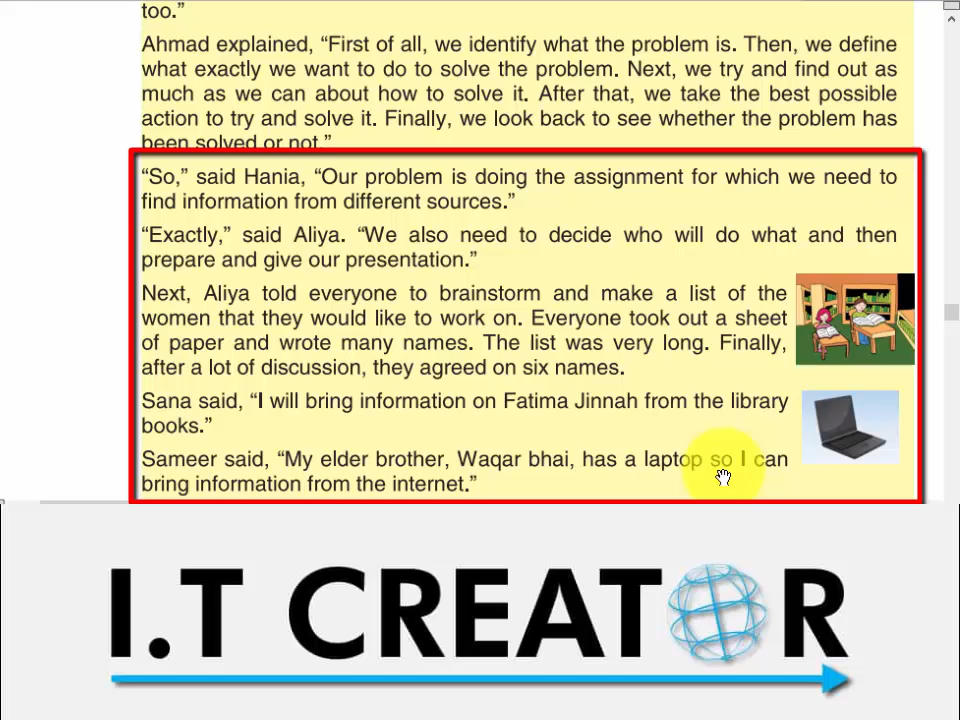 too.”
Ahmad explained, “First of all, we identify what the problem is. Then, we define
what exactly we want to do to solve the problem. Next, we try and find out as
much as we can about how to solve it. After that, we take the best possible
action to try and solve it. Finally, we look back to see whether the problem has
been solved or not.”
“So,” said Hania, “Our problem is doing the assignment for which we need to
find information from different sources.”
“Exactly,” said Aliya. “We also need to decide who will do what and then
prepare and give our presentation.”
Next, Aliya told everyone to brainstorm and make a list of the
women that they would like to work on. Everyone took out a sheet
of paper and wrote many names. The list was very long. Finally,
after a lot of discussion, they agreed on six names.
Sana said, “I will bring information on Fatima Jinnah from the library
books.”
Sameer said, “My elder brother, Waqar bhai, has a laptop so I can
bring information from the internet.”
I.T CREATOR